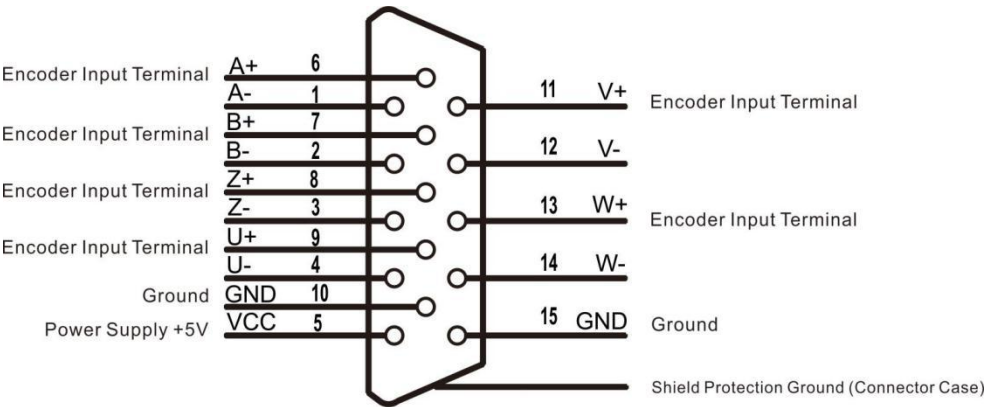 Encoder Input Terminal A+ 6
A- 1
Encoder Input Terminal B+ 7
B- 2
Encoder Input Terminal Z+ 8
Z- 3
Encoder Input Terminal U+ 9
U- 4
Ground GND 10
Power Supply +5V VCC 5
11 V+ Encoder Input Terminal
12 V-
13 W+ Encoder Input Terminal
14 W-
15 GND Ground
Shield Protection Ground (Connector Case)